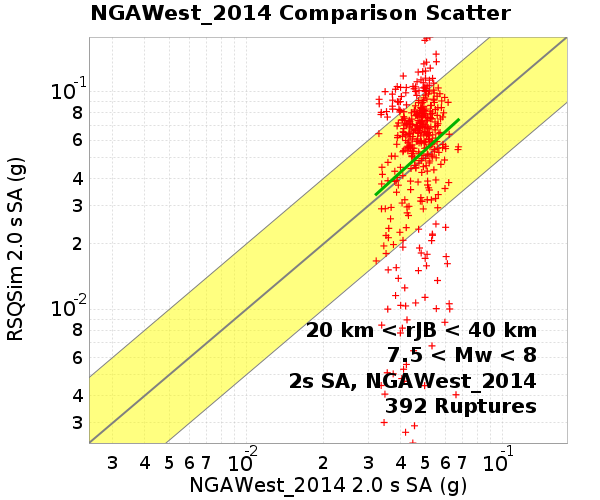 NGAWest_2014 Comparison Scatter
RSQSim 2.0 s SA (g)
10-1
8
6
4
3
2
10-2
8
6
4
3
20 km < rJB < 40 km
7.5 < Mw < 8
2s SA, NGAWest_2014
392 Ruptures
3 4 5 6 7 10-2 2 3 4 5 6 7 10-1
NGAWest_2014 2.0 s SA (g)